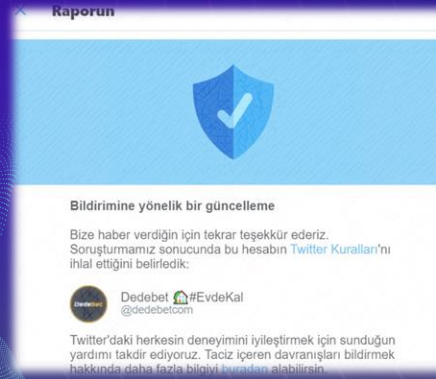 Raporun
Bildirimine yönelik bir güncelleme
Bize haber verdiğin için tekrar teşekkür ederiz.
Soruşturmamız sonucunda bu hesabın Twitter Kuralları'nı
ihlal ettiğini belirledik:
Dedebet
Dedebet #EvdeKal
@dedebetcom
Twitter'daki herkesin deneyimini iyileştirmek için sunduğun
yardımı takdir ediyoruz. Taciz içeren davranışları bildirmek
hakkında daha fazla bilgiyi buradan alabilirsin.